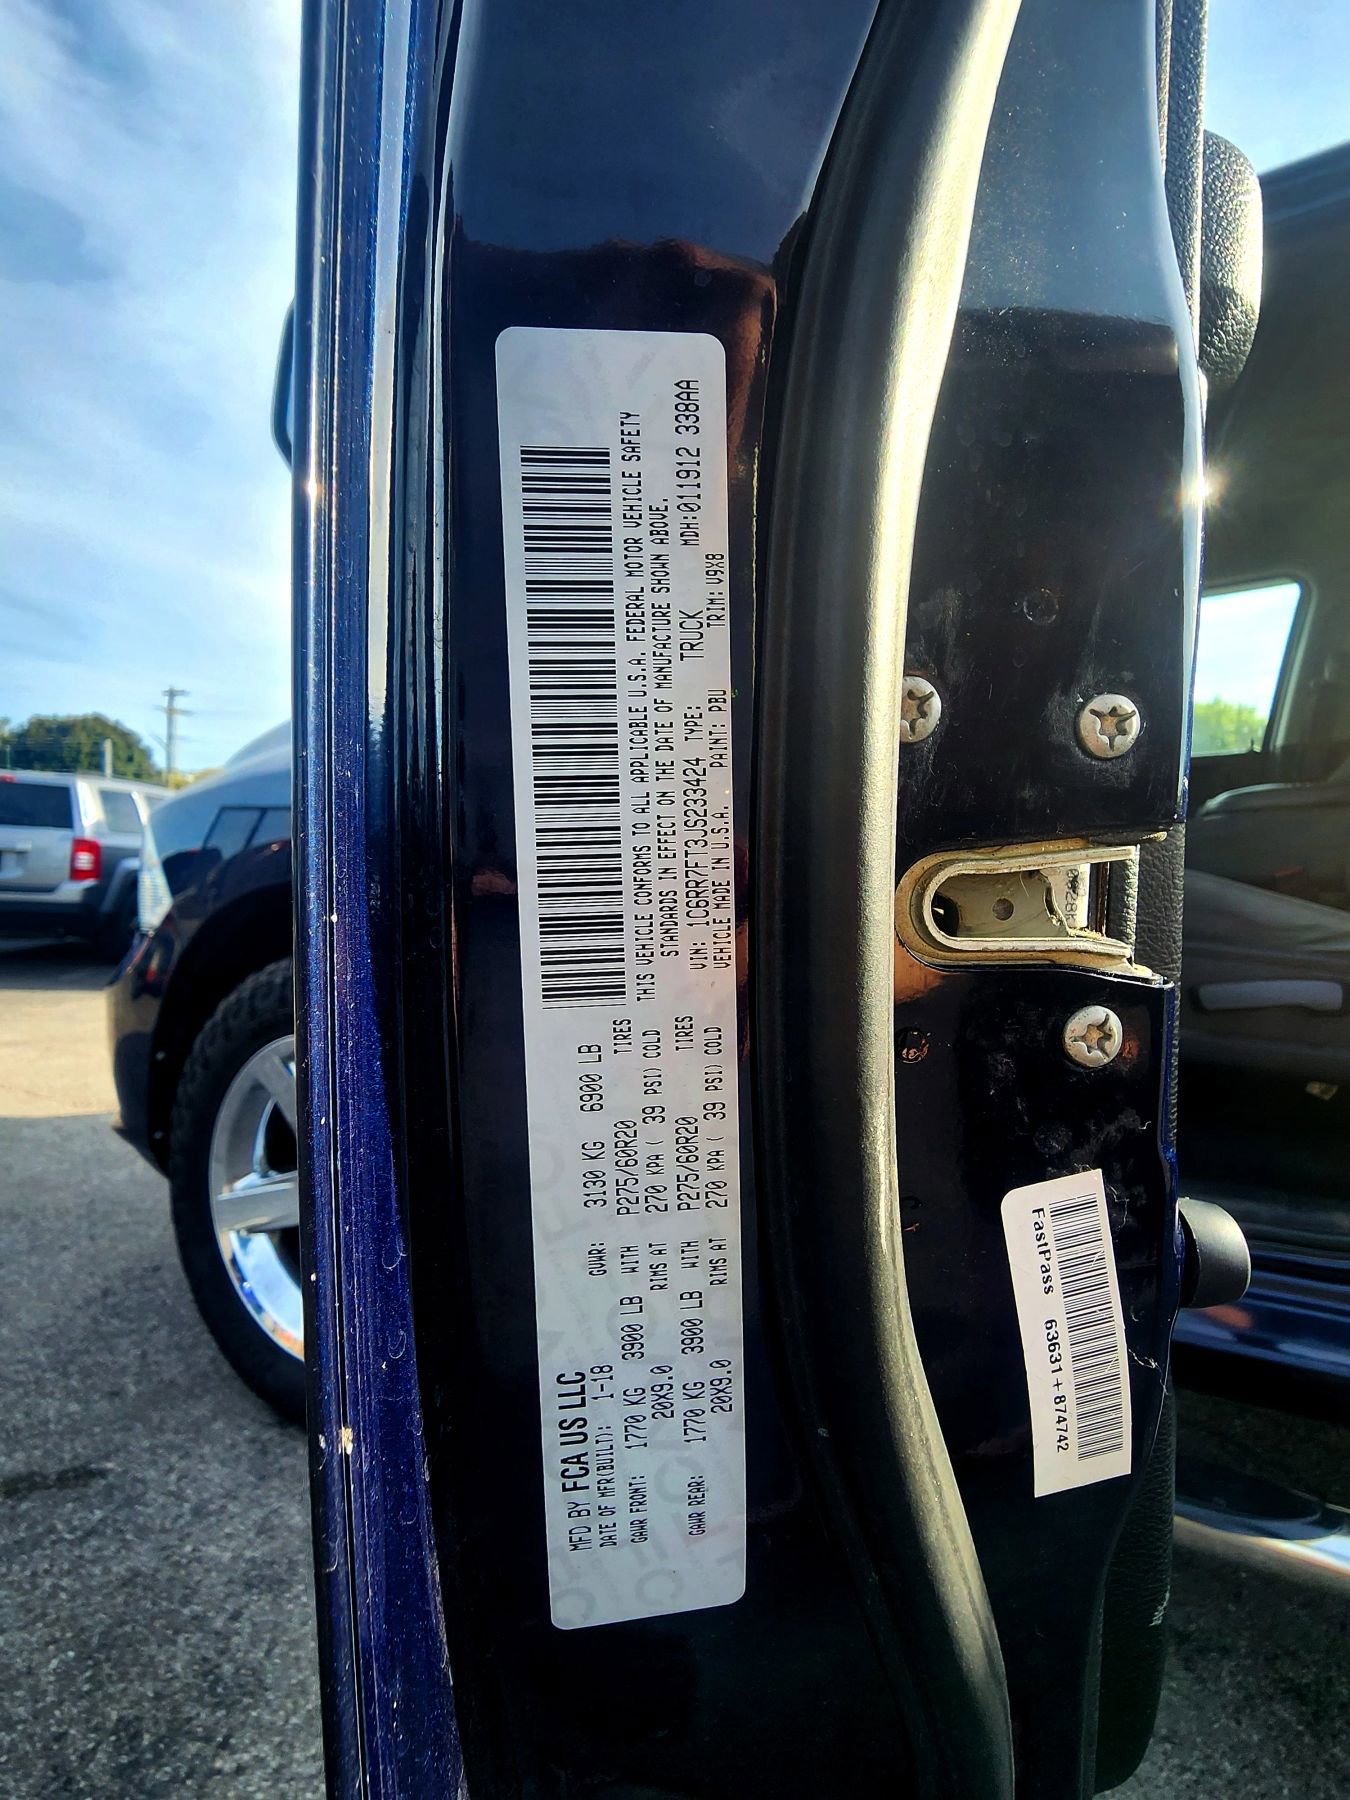 MFD BY FCA US LLC
DATE OF MFR(BUILT): 1-18 GVWR: 3130 KG 6900 LB
GAWR FRONT: 1770 KG 3900 LB WITH P275/60R20 TIRES
20X9.0 RIMS AT 270 KPA ( 39 PSI) COLD
GAWR REAR: 1770 KG 3900 LB WITH P275/60R20 TIRES
20X9.0 RIMS AT 270 KPA ( 39 PSI) COLD
THIS VEHICLE CONFORMS TO ALL APPLICABLE U.S.A. FEDERAL MOTOR VEHICLE SAFETY
STANDARDS IN EFFECT ON THE DATE OF MANUFACTURE SHOWN ABOVE.
VIN: 1C6RR7FT3JS233424 TYPE: TRUCK MDH:011912 338AA
VEHICLE MADE IN U.S.A. PAINT: PBU TRIM: V9X8
FastPass 63631+874742